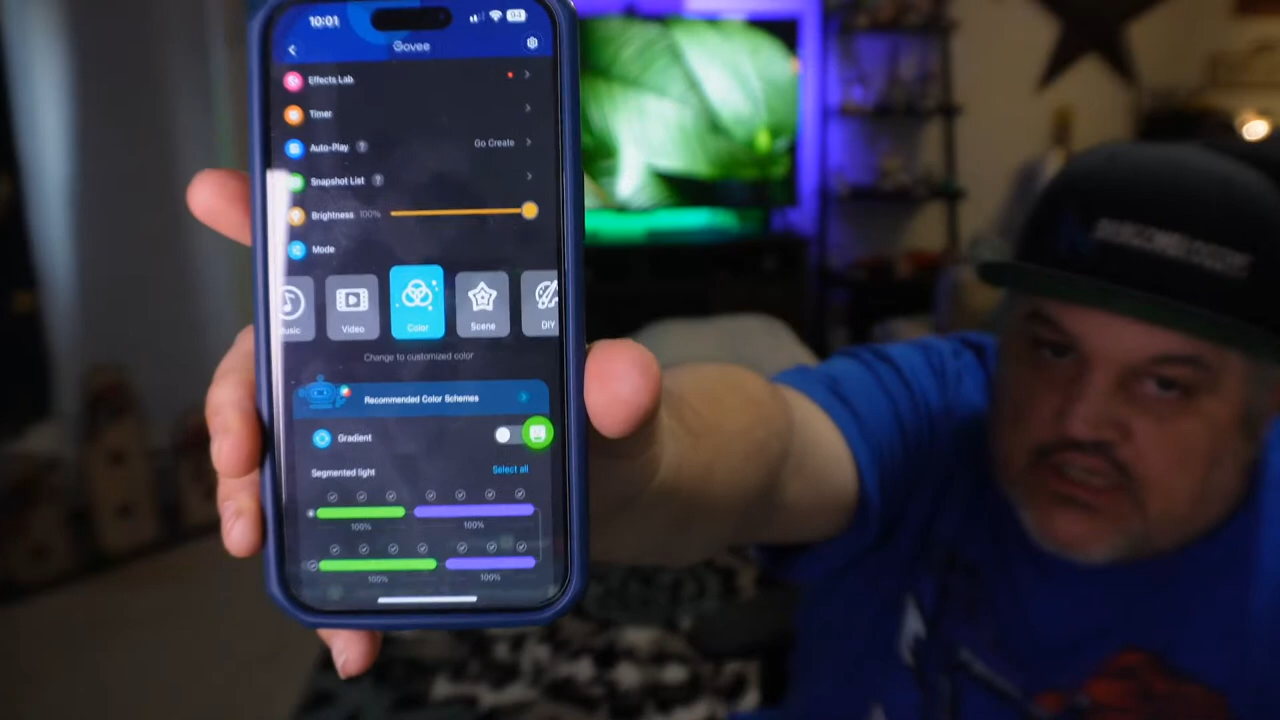 10:01
94
Govee
Effects Lab
Timer
Auto-Play ?
Go Create
Snapshot List ?
Brightness 100%
Mode
Video
Color
Scene
DIY
Change to customized color
Recommended Color Schemes
Gradient
Segmented light
Select all
100%
100%
100%
100%